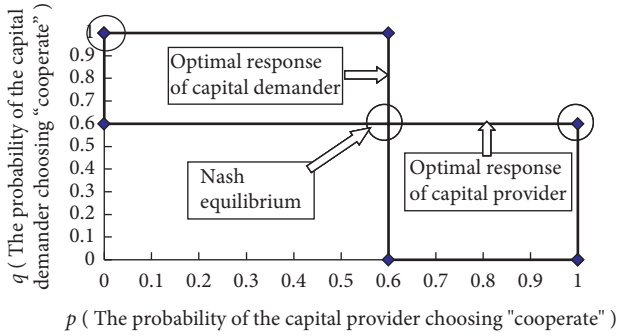 q ( The probability of the capital
demander choosing “cooperate” )
1
0.9
0.8
0.7
0.6
0.5
0.4
0.3
0.2
0.1
0
Optimal response
of capital demander
Nash
equilibrium
Optimal response
of capital provider
0 0.1 0.2 0.3 0.4 0.5 0.6 0.7 0.8 0.9 1
p ( The probability of the capital provider choosing "cooperate" )